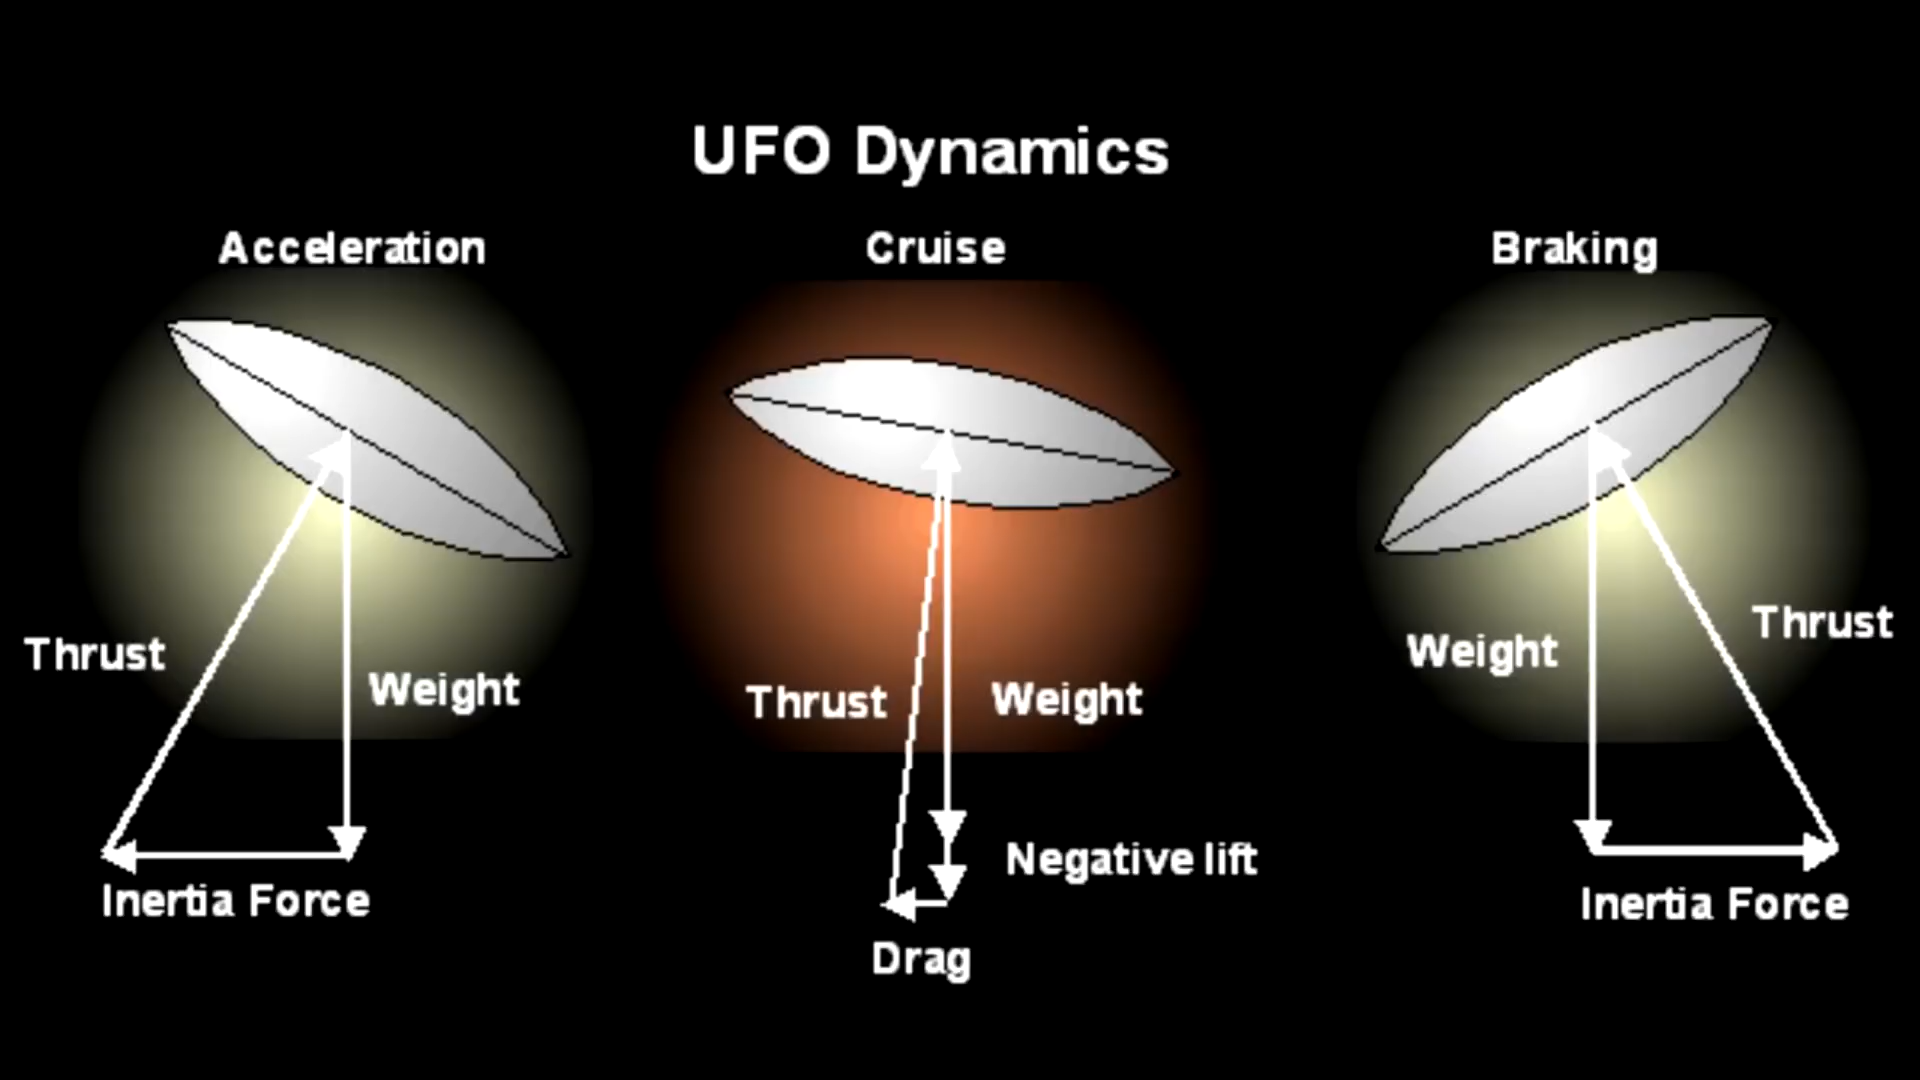 UFO Dynamics
Acceleration
Cruise
Braking
Thrust
Weight
Inertia Force
Thrust
Weight
Negative lift
Drag
Weight
Thrust
Inertia Force